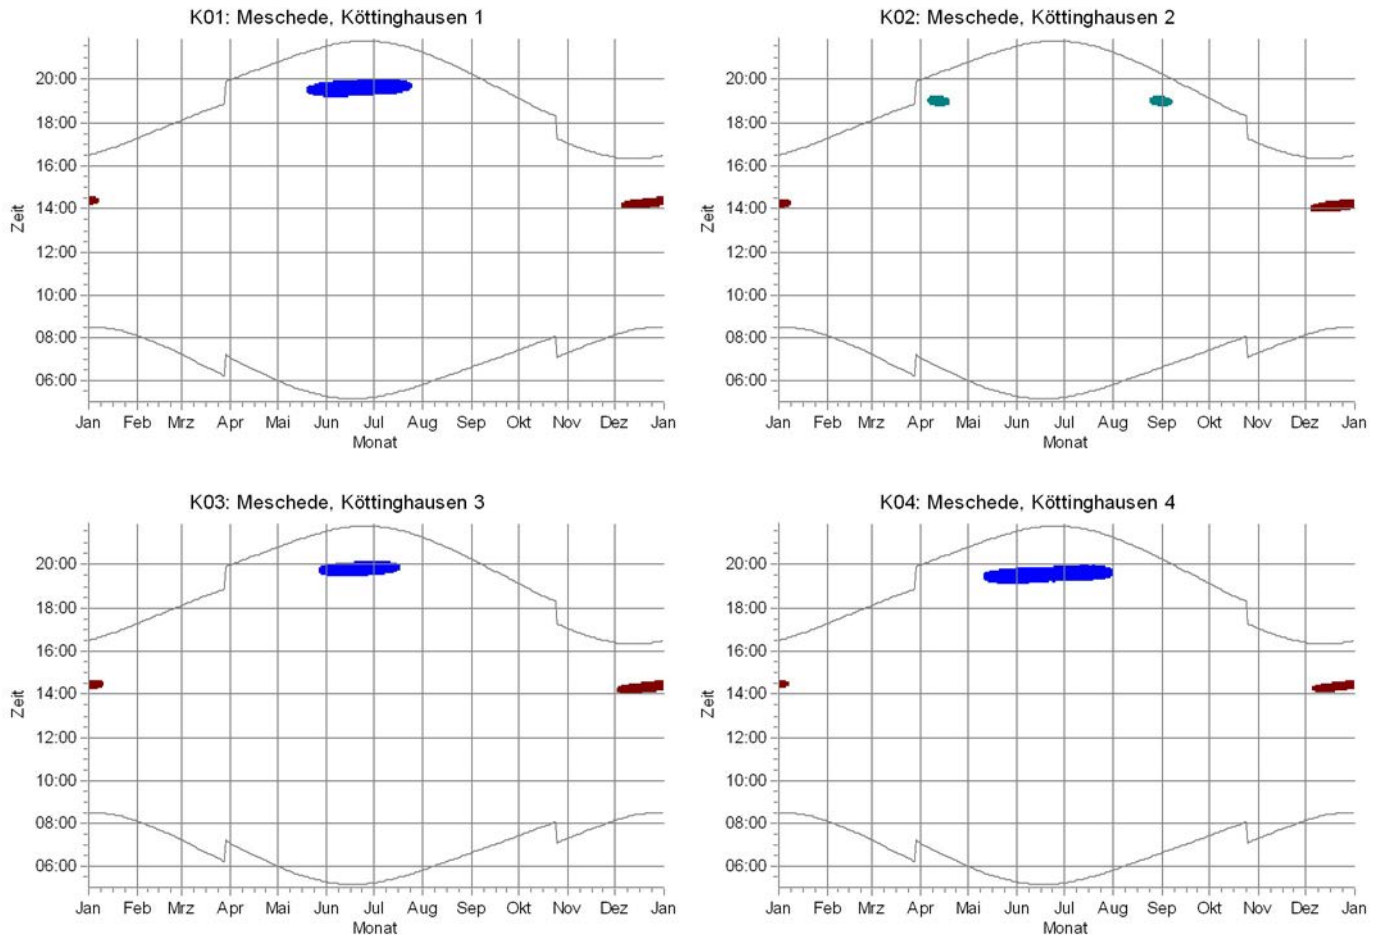 K01: Meschede, Köttinghausen 1
20:00
18:00
16:00
14:00
12:00
10:00
08:00
06:00
Zeit
Jan Feb Mrz Apr Mai Jun Jul Aug Sep Okt Nov Dez Jan
Monat
K02: Meschede, Köttinghausen 2
20:00
18:00
16:00
14:00
12:00
10:00
08:00
06:00
Zeit
Jan Feb Mrz Apr Mai Jun Jul Aug Sep Okt Nov Dez Jan
Monat
K03: Meschede, Köttinghausen 3
20:00
18:00
16:00
14:00
12:00
10:00
08:00
06:00
Zeit
Jan Feb Mrz Apr Mai Jun Jul Aug Sep Okt Nov Dez Jan
Monat
K04: Meschede, Köttinghausen 4
20:00
18:00
16:00
14:00
12:00
10:00
08:00
06:00
Zeit
Jan Feb Mrz Apr Mai Jun Jul Aug Sep Okt Nov Dez Jan
Monat